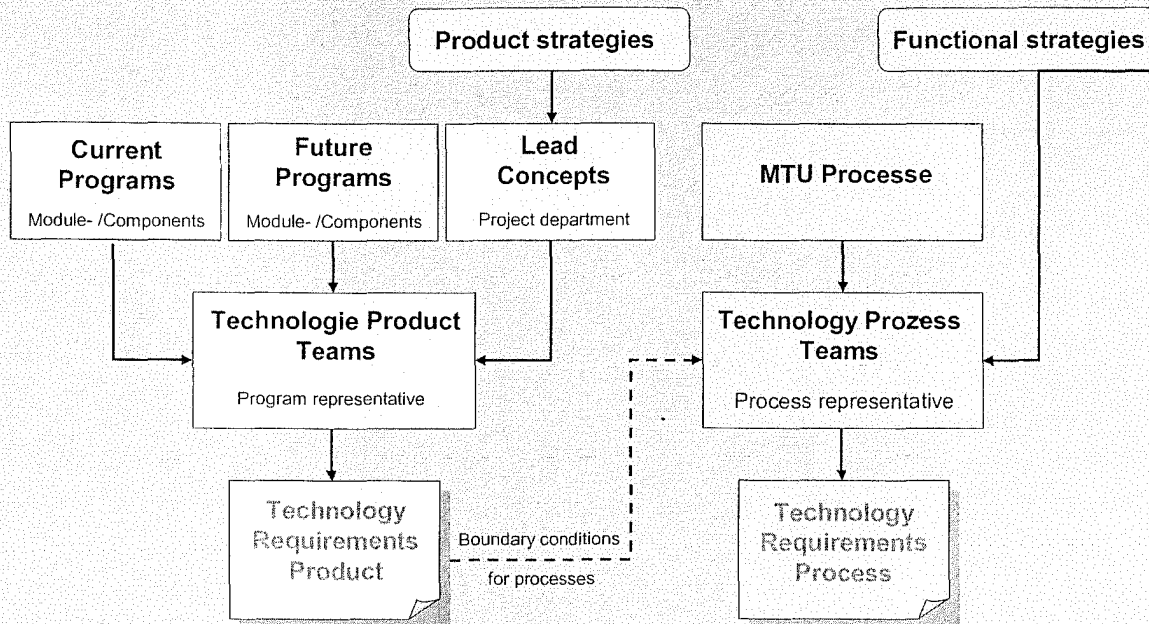 Product strategies
Functional strategies
Current
Programs
Module- /Components
Future
Programs
Module- /Components
Lead
Concepts
Project department
MTU Processe
Technologie Product
Teams
Program representative
Technology Prozess
Teams
Process representative
Technology
Requirements
Product
Boundary conditions
for processes
Technology
Requirements
Process